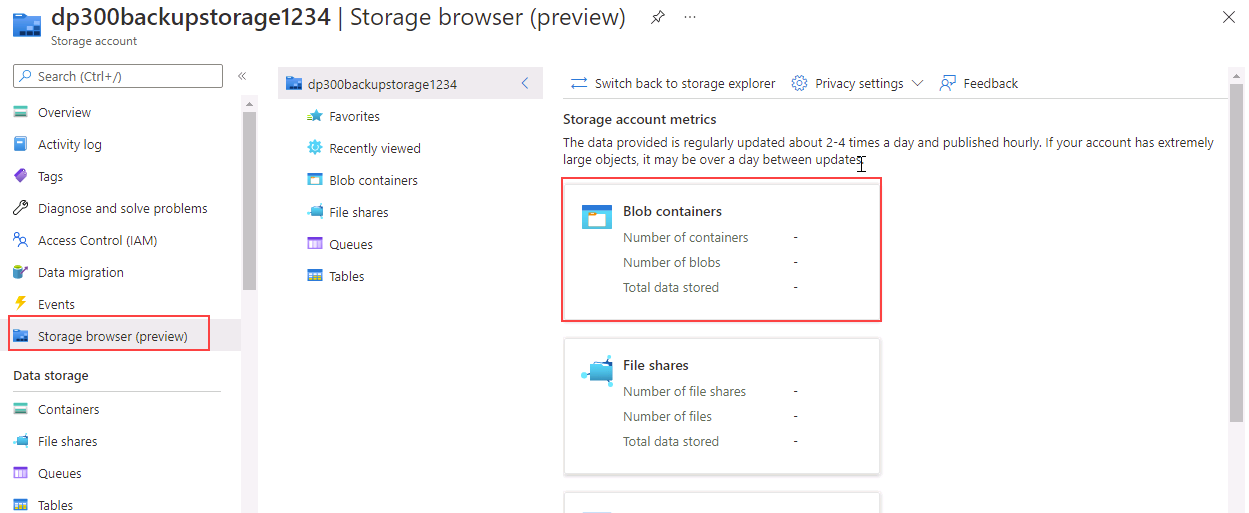 dp300backupstorage1234 | Storage browser (preview) ...
Storage account
Search (Ctrl+/)
«
Overview
Activity log
Tags
Diagnose and solve problems
Access Control (IAM)
Data migration
Events
Storage browser (preview)
Data storage
Containers
File shares
Queues
Tables
dp300backupstorage1234
Favorites
Recently viewed
Blob containers
File shares
Queues
Tables
Switch back to storage explorer
Privacy settings
Feedback
Storage account metrics
The data provided is regularly updated about 2-4 times a day and published hourly. If your account has extremely
large objects, it may be over a day between updates.
Blob containers
Number of containers -
Number of blobs -
Total data stored -
File shares
Number of file shares -
Number of files -
Total data stored -